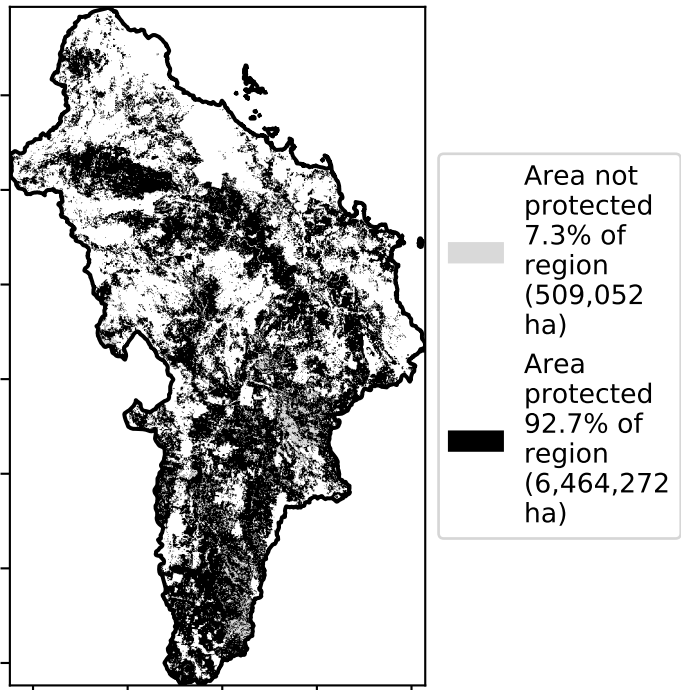 Area not
protected
7.3% of
region
(509,052
ha)
Area
protected
92.7% of
region
(6,464,272
ha)